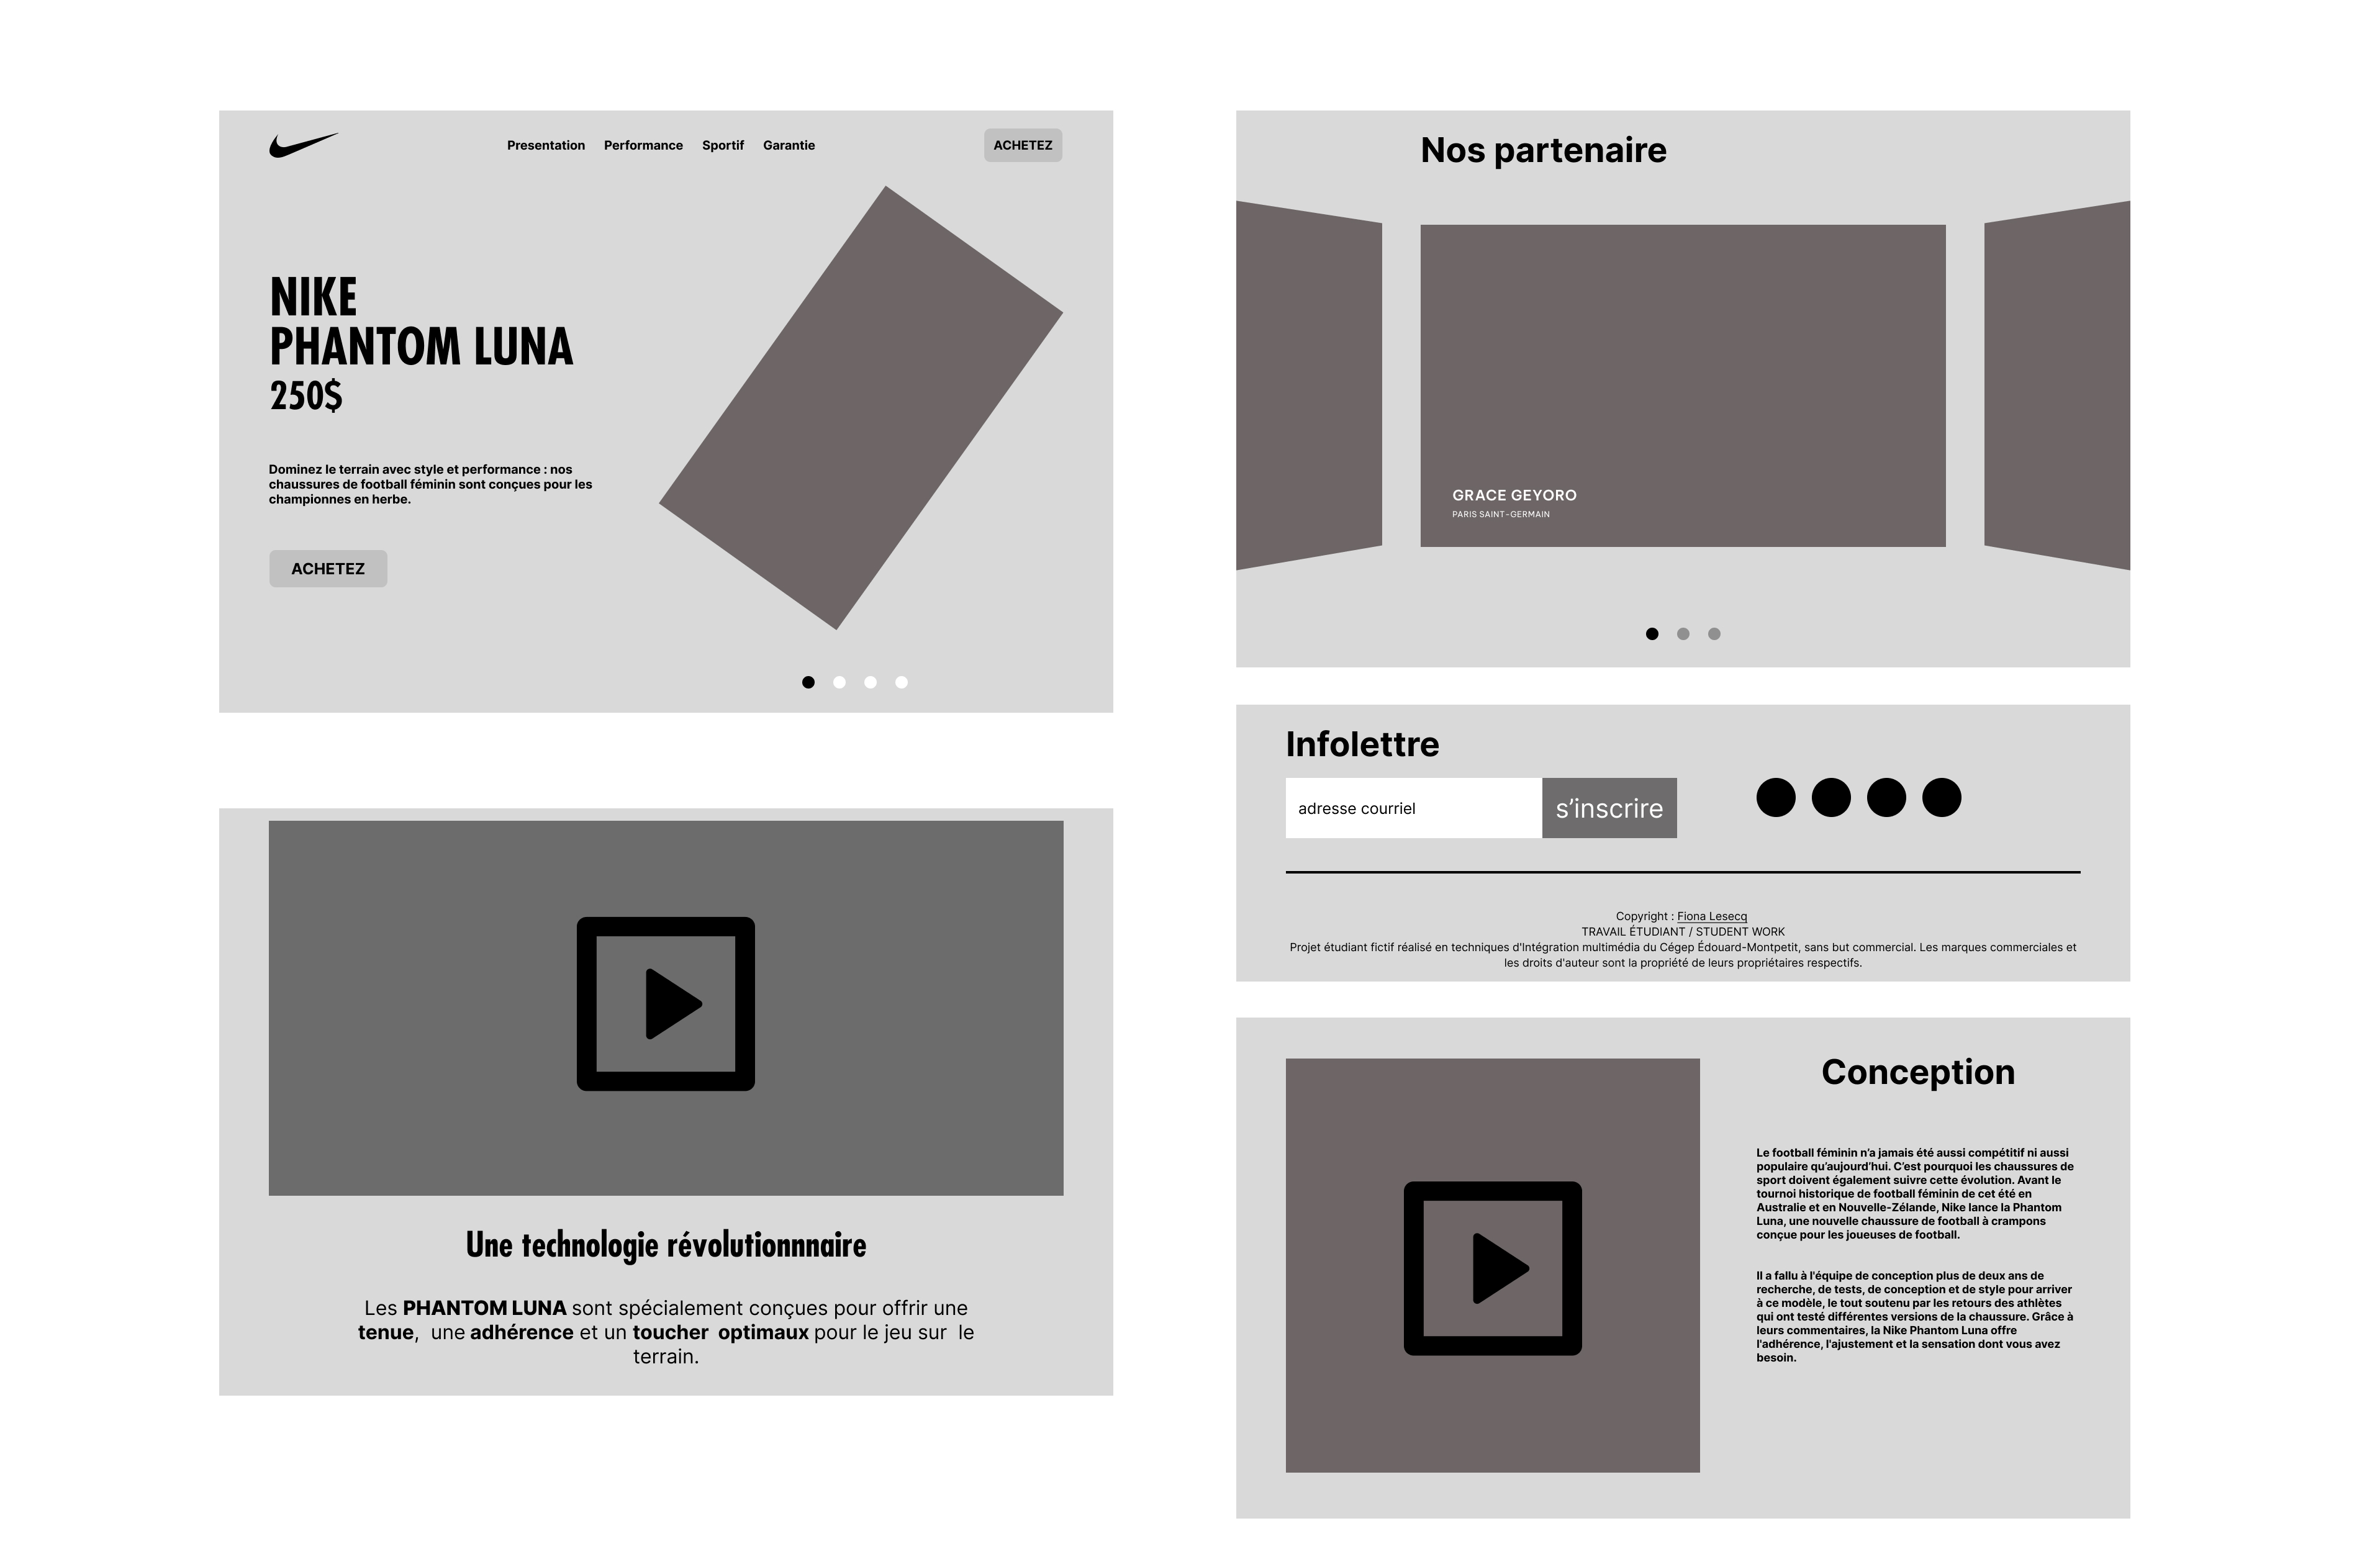 Presentation Performance Sportif Garantie
ACHETEZ
NIKE
PHANTOM LUNA
250$
Dominez le terrain avec style et performance : nos
chaussures de football féminin sont conçues pour les
championnes en herbe.
ACHETEZ
Une technologie révolutionnnaire
Les PHANTOM LUNA sont spécialement conçues pour offrir une
tenue,  une adhérence et un toucher  optimaux pour le jeu sur  le
terrain.
Nos partenaire
GRACE GEYORO
PARIS SAINT-GERMAIN
Infolettre
adresse courriel
s’inscrire
Copyright : Fiona Lesecq
TRAVAIL ÉTUDIANT / STUDENT WORK
Projet étudiant fictif réalisé en techniques d'Intégration multimédia du Cégep Édouard-Montpetit, sans but commercial. Les marques commerciales et
les droits d'auteur sont la propriété de leurs propriétaires respectifs.
Conception
Le football féminin n’a jamais été aussi compétitif ni aussi
populaire qu’aujourd’hui. C’est pourquoi les chaussures de
sport doivent également suivre cette évolution. Avant le
tournoi historique de football féminin de cet été en
Australie et en Nouvelle-Zélande, Nike lance la Phantom
Luna, une nouvelle chaussure de football à crampons
conçue pour les joueuses de football.
Il a fallu à l'équipe de conception plus de deux ans de
recherche, de tests, de conception et de style pour arriver
à ce modèle, le tout soutenu par les retours des athlètes
qui ont testé différentes versions de la chaussure. Grâce à
leurs commentaires, la Nike Phantom Luna offre
l'adhérence, l'ajustement et la sensation dont vous avez
besoin.